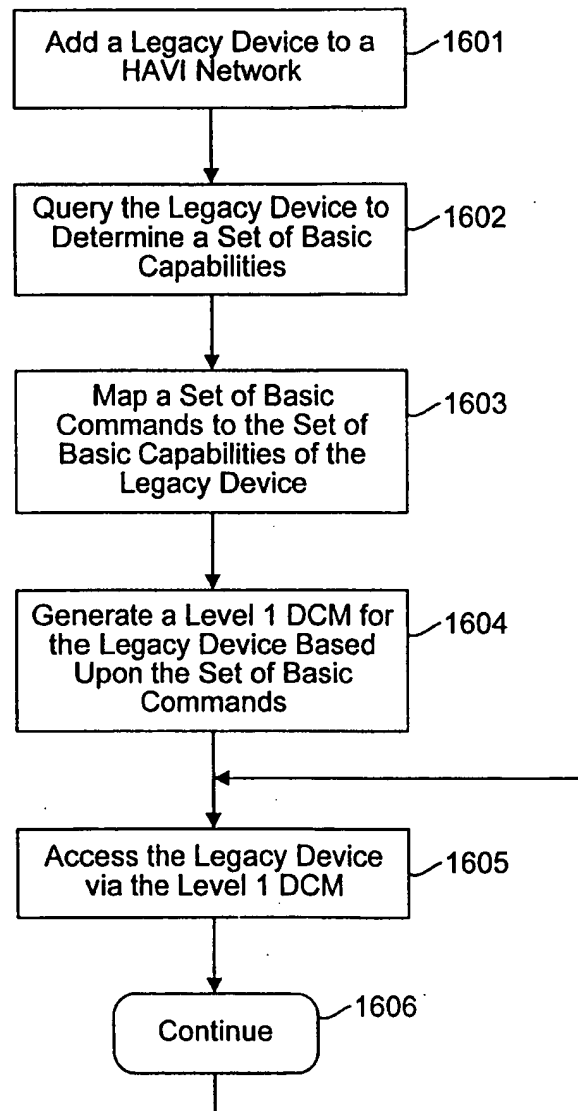 Add a Legacy Device to a
HAVI Network
1601
Query the Legacy Device to
Determine a Set of Basic
Capabilities
1602
Map a Set of Basic
Commands to the Set of
Basic Capabilities of the
Legacy Device
1603
Generate a Level 1 DCM for
the Legacy Device Based
Upon the Set of Basic
Commands
1604
Access the Legacy Device
via the Level 1 DCM
1605
Continue
1606